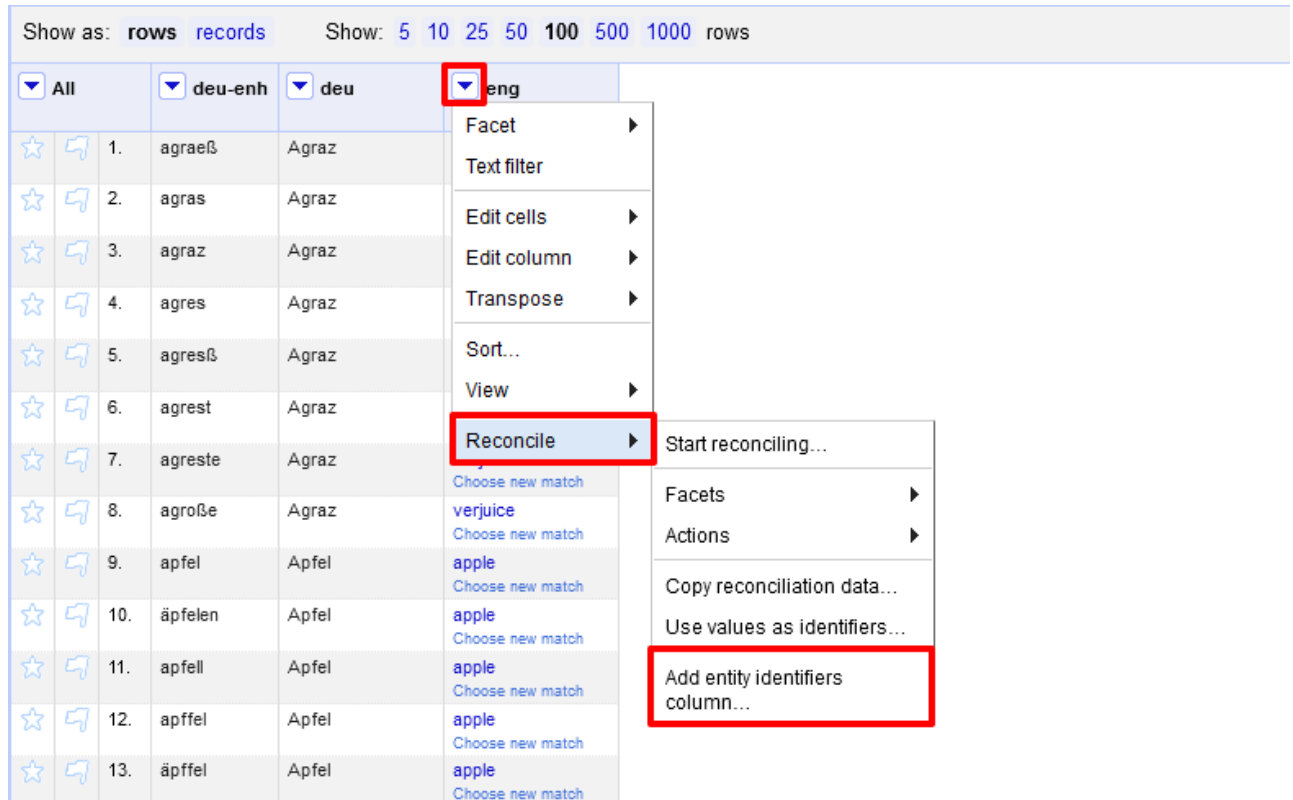 Show as: rows records Show: 5 10 25 50 100 500 1000 rows
All deu-enh deu eng
Facet
1. agraeß Agraz
Text filter
2. agras Agraz
Edit cells
3. agraz Agraz
Edit column
4. agres Agraz
Transpose
5. agresß Agraz
Sort...
View
6. agrest Agraz
Reconcile
Start reconciling...
7. agreste Agraz
Choose new match
Facets
8. agroße Agraz verjuice
Choose new match
Actions
9. apfel Apfel apple
Choose new match
Copy reconciliation data...
10. äpfelen Apfel apple
Use values as identifiers...
Choose new match
11. apfell Apfel apple
Add entity identifiers
Choose new match
column...
12. apffel Apfel apple
Choose new match
13. äpffel Apfel apple
Choose new match